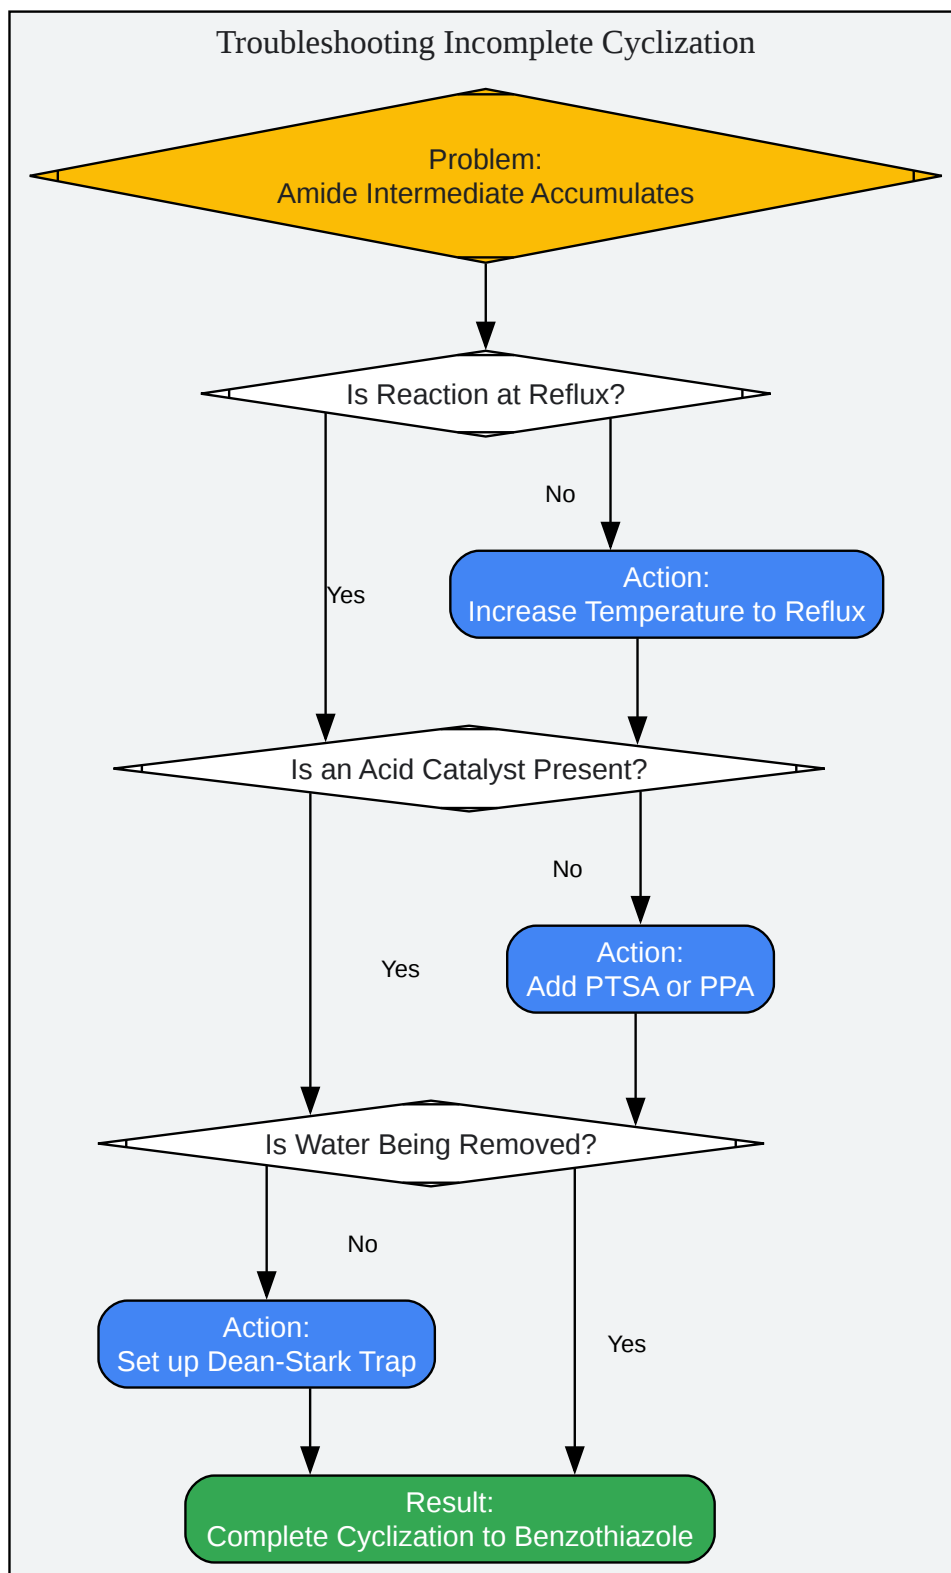 Troubleshooting Incomplete Cyclization
Problem:
Amide Intermediate Accumulates
Is Reaction at Reflux?
No
Action:
Increase Temperature to Reflux
Yes
Is an Acid Catalyst Present?
No
Action:
Add PTSA or PPA
Yes
Is Water Being Removed?
No
Action:
Set up Dean-Stark Trap
Yes
Result:
Complete Cyclization to Benzothiazole